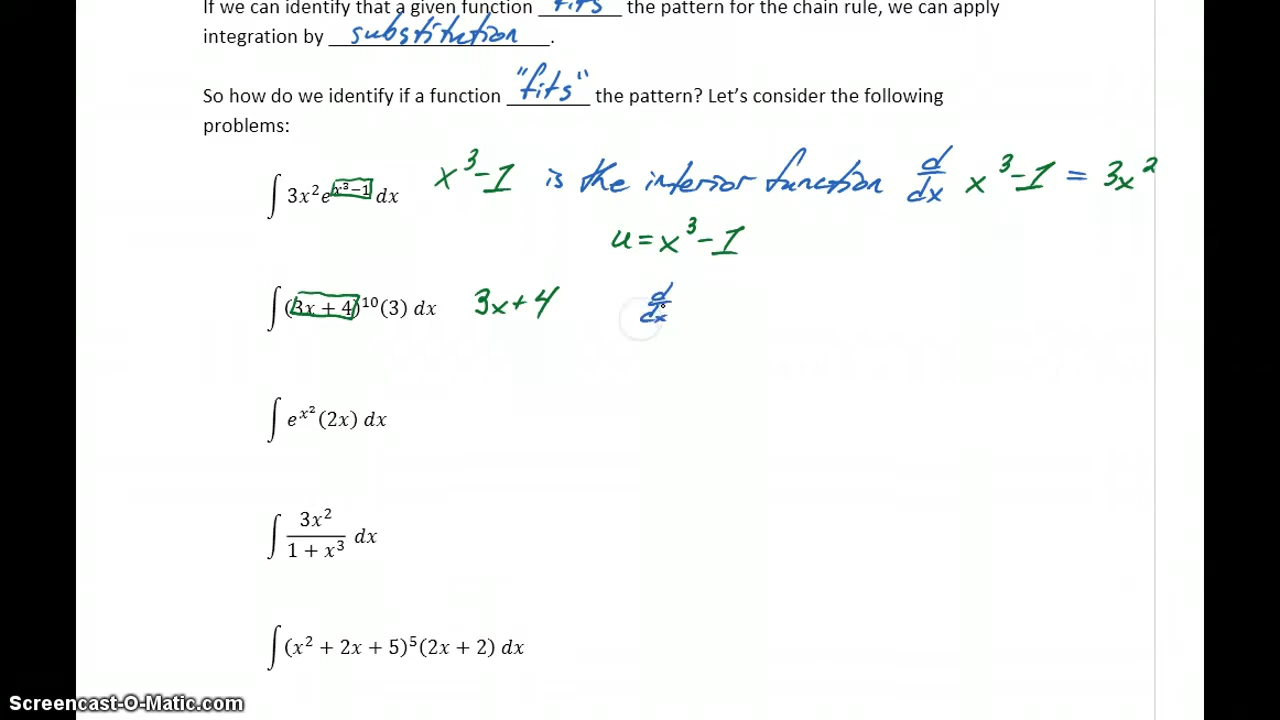 If we can identify that a given function fits the pattern for the chain rule, we can apply
integration by substitution.
So how do we identify if a function "fits" the pattern? Let's consider the following
problems:
∫ 3x²e^(x³−1) dx x³-1 is the interior function d/dx x³-1 = 3x²
u = x³-1
∫ (3x + 4)¹⁰(3) dx 3x+4 d/dx
∫ e^(x²)(2x) dx
∫ 3x²/(1 + x³) dx
∫ (x² + 2x + 5)⁵(2x + 2) dx
Screencast-O-Matic.com